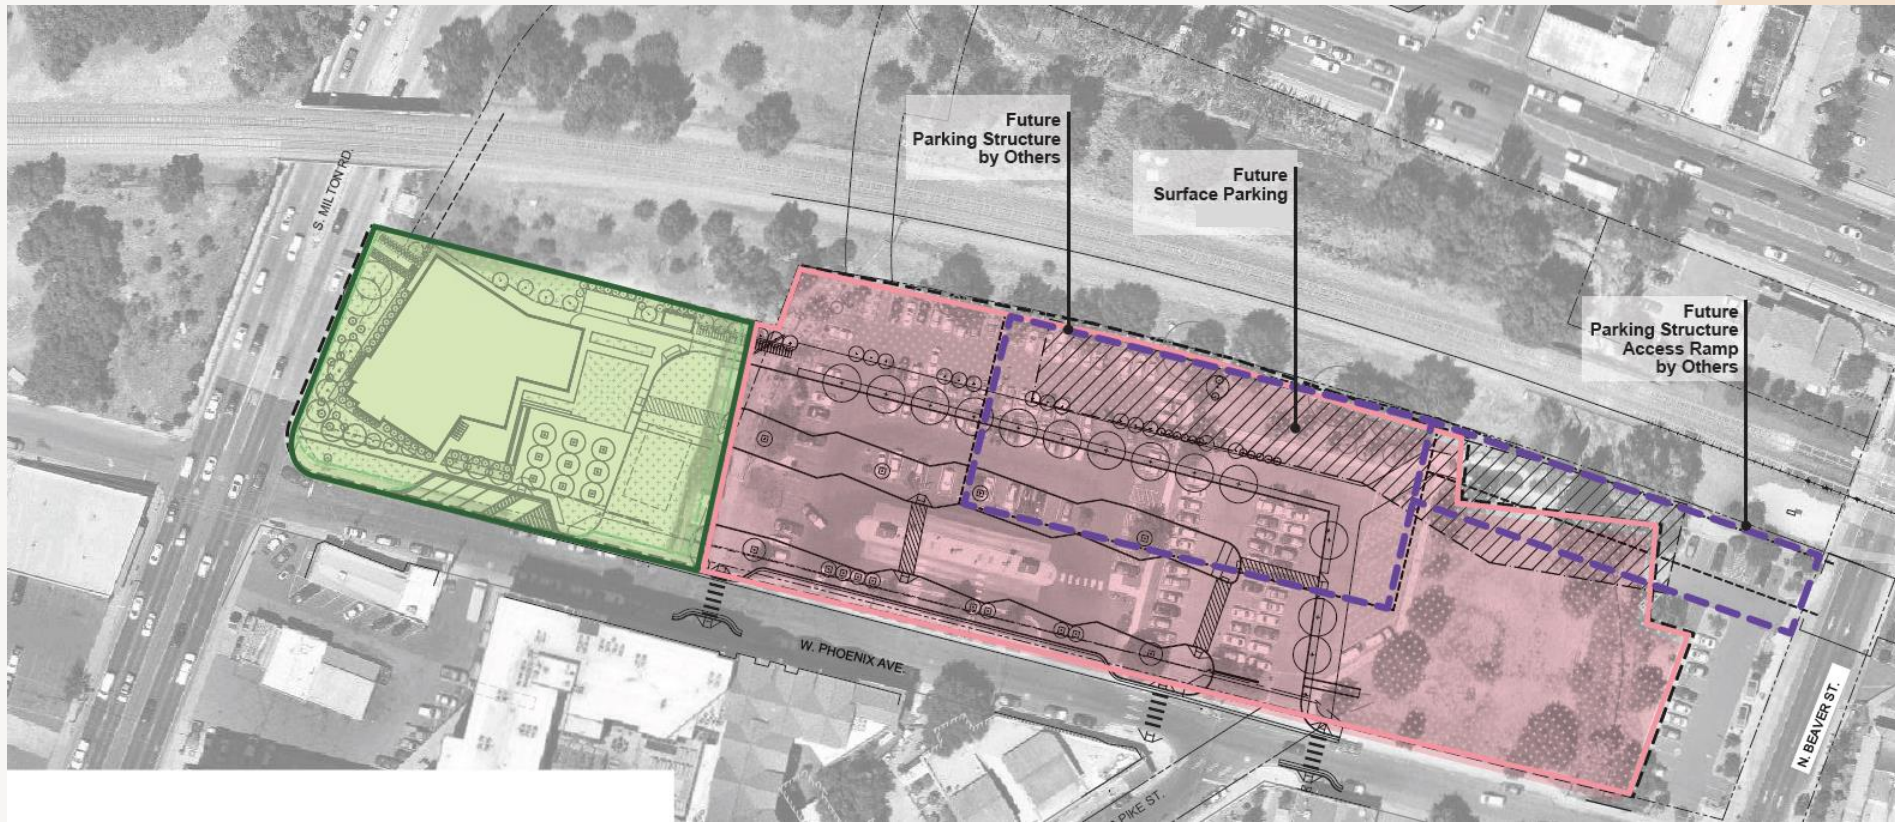 Future
Parking Structure
by Others
Future
Surface Parking
Future
Parking Structure
Access Ramp
by Others
S. MILTON RD.
W. PHOENIX AVE.
N. BEAVER ST.
PIKE ST.